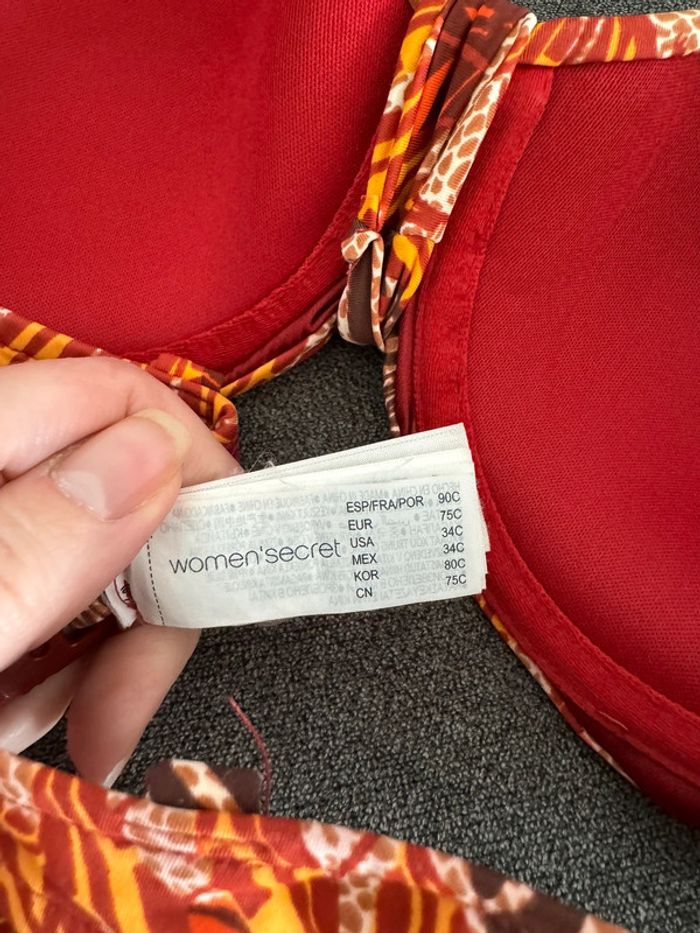 women'secret
ESP/FRA/POR 90C
EUR 75C
USA 34C
MEX 34C
KOR 80C
CN 75C